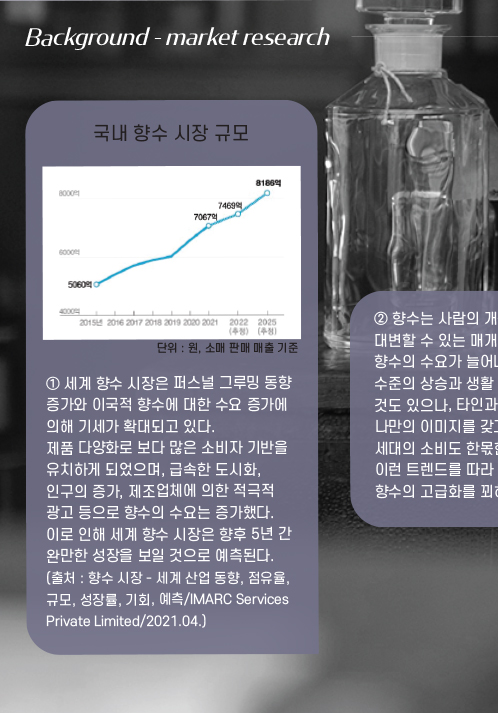 Background - market research
국내 향수 시장 규모
8000억
6000억
4000억
5060억
7067억
7469억
8186억
2015년 2016 2017 2018 2019 2020 2021 2022 2025
(추정) (추정)
단위 : 원, 소매 판매 매출 기준
① 세계 향수 시장은 퍼스널 그루밍 동향
증가와 이국적 향수에 대한 수요 증가에
의해 기세가 확대되고 있다.
제품 다양화로 보다 많은 소비자 기반을
유치하게 되었으며, 급속한 도시화,
인구의 증가, 제조업체에 의한 적극적
광고 등으로 향수의 수요는 증가했다.
이로 인해 세계 향수 시장은 향후 5년 간
완만한 성장을 보일 것으로 예측된다.
(출처 : 향수 시장 - 세계 산업 동향, 점유율,
규모, 성장률, 기회, 예측/IMARC Services
Private Limited/2021.04.)
② 향수는 사람의 개
대변할 수 있는 매개
향수의 수요가 늘어나
수준의 상승과 생활
것도 있으나, 타인과
나만의 이미지를 갖고
세대의 소비도 한몫
이런 트렌드를 따라
향수의 고급화를 꾀하